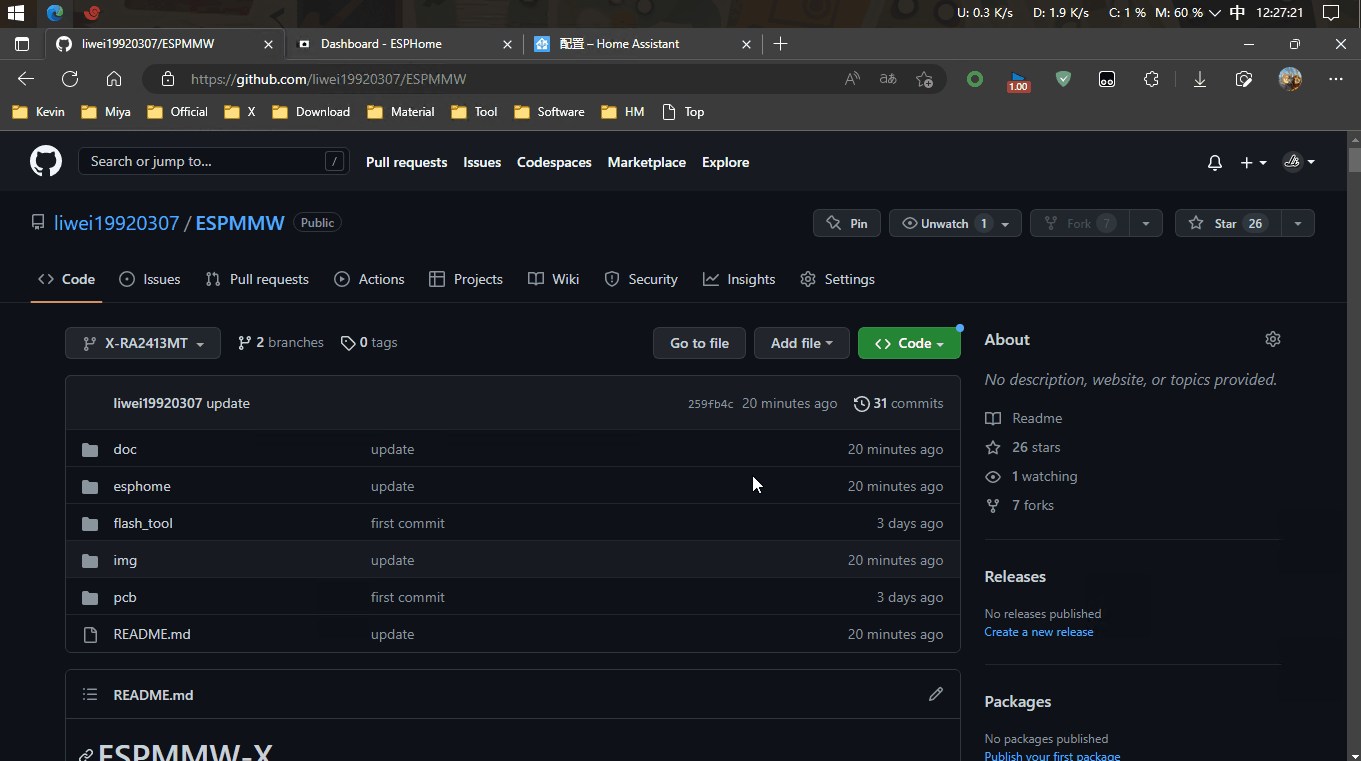 U: 0.3 K/s D: 1.9 K/s C: 1 % M: 60 % 中 12:27:21
liwei19920307/ESPMMW Dashboard - ESPHome 配置 – Home Assistant
https://github.com/liwei19920307/ESPMMW 1.00
Kevin Miya Official X Download Material Tool Software HM Top
Search or jump to... / Pull requests Issues Codespaces Marketplace Explore
liwei19920307 / ESPMMW Public Pin Unwatch 1 Fork 7 Star 26
Code Issues Pull requests Actions Projects Wiki Security Insights Settings
X-RA2413MT 2 branches 0 tags Go to file Add file <> Code
liwei19920307 update 259fb4c 20 minutes ago 31 commits
doc update 20 minutes ago
esphome update 20 minutes ago
flash_tool first commit 3 days ago
img update 20 minutes ago
pcb first commit 3 days ago
README.md update 20 minutes ago
README.md
ESPMMW-X
About
No description, website, or topics provided.
Readme
26 stars
1 watching
7 forks
Releases
No releases published
Create a new release
Packages
No packages published
Publish your first package